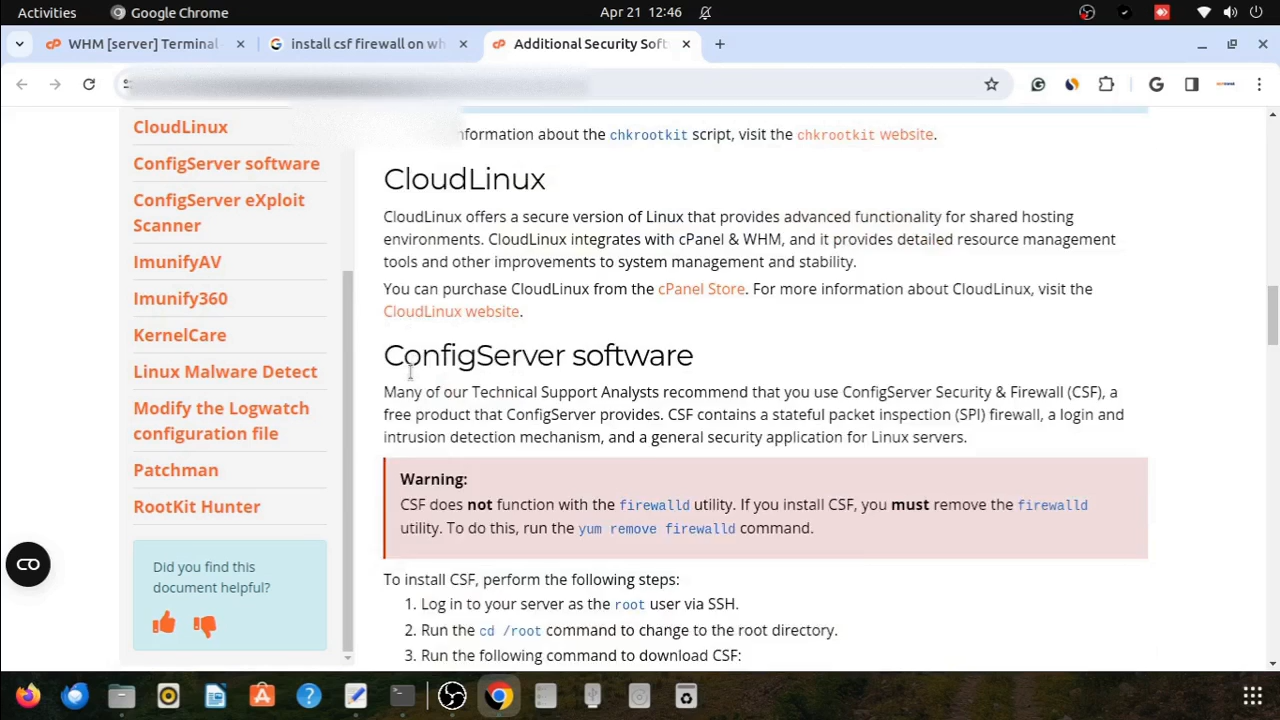 Activities
Google Chrome
Apr 21 12:46
WHM [server] Terminal
install csf firewall on wh
Additional Security Soft
CloudLinux
ConfigServer software
ConfigServer eXploit
Scanner
ImunifyAV
Imunify360
KernelCare
Linux Malware Detect
Modify the Logwatch
configuration file
Patchman
RootKit Hunter
Did you find this
document helpful?
information about the chkrootkit script, visit the chkrootkit website.
CloudLinux
CloudLinux offers a secure version of Linux that provides advanced functionality for shared hosting
environments. CloudLinux integrates with cPanel & WHM, and it provides detailed resource management
tools and other improvements to system management and stability.
You can purchase CloudLinux from the cPanel Store. For more information about CloudLinux, visit the
CloudLinux website.
ConfigServer software
Many of our Technical Support Analysts recommend that you use ConfigServer Security & Firewall (CSF), a
free product that ConfigServer provides. CSF contains a stateful packet inspection (SPI) firewall, a login and
intrusion detection mechanism, and a general security application for Linux servers.
Warning:
CSF does not function with the firewalld utility. If you install CSF, you must remove the firewalld
utility. To do this, run the yum remove firewalld command.
To install CSF, perform the following steps:
1. Log in to your server as the root user via SSH.
2. Run the cd /root command to change to the root directory.
3. Run the following command to download CSF: